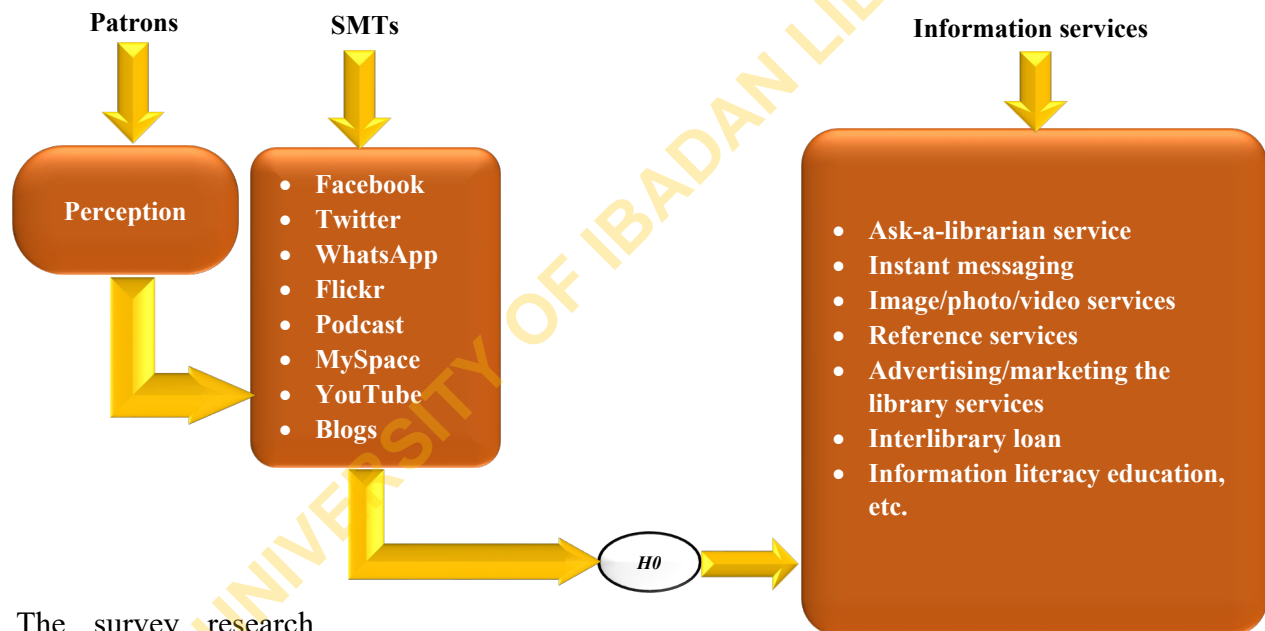 Patrons
SMTs
Information services
Perception
• Facebook
• Twitter
• WhatsApp
• Flickr
• Podcast
• MySpace
• YouTube
• Blogs
• Ask-a-librarian service
• Instant messaging
• Image/photo/video services
• Reference services
• Advertising/marketing the
library services
• Interlibrary loan
• Information literacy education,
etc.
H0
The survey research
UNIVERSITY OF IBADAN LI